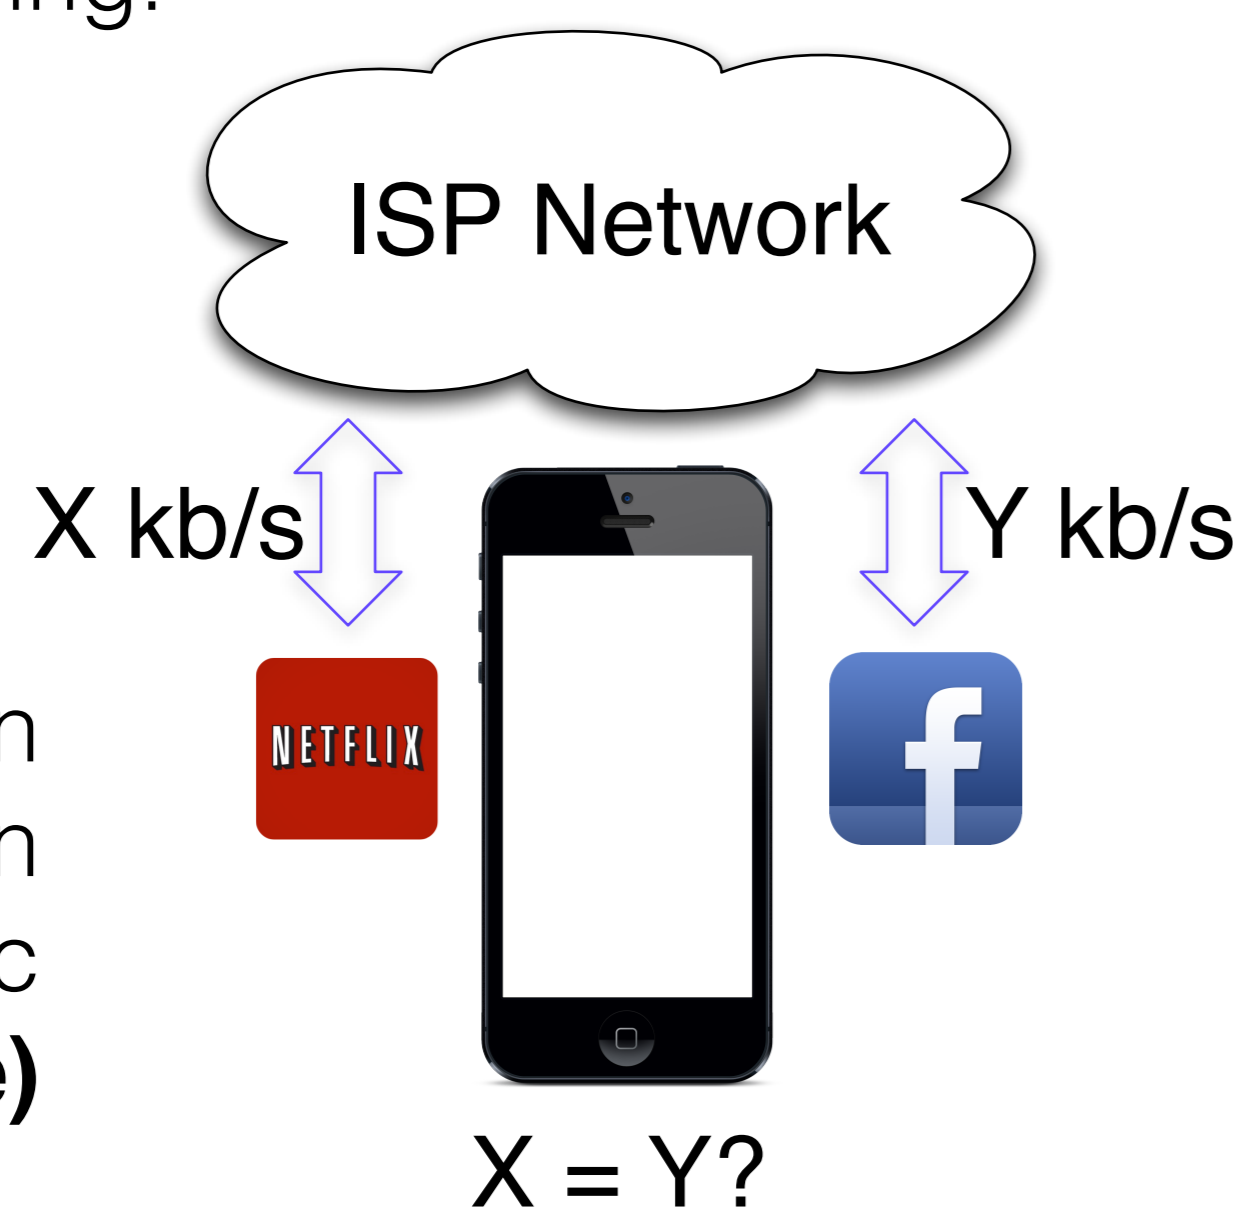 ISP Network
X kb/s
Y kb/s
NETFLIX
f
X = Y?